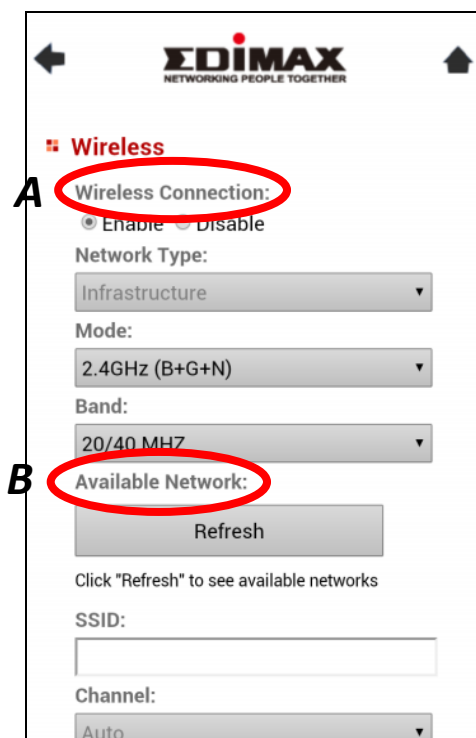 EDIMAX
NETWORKING PEOPLE TOGETHER
Wireless
A
Wireless Connection:
Enable Disable
Network Type:
Infrastructure
Mode:
2.4GHz (B+G+N)
Band:
20/40 MHZ
B
Available Network:
Refresh
Click "Refresh" to see available networks
SSID:
Channel:
Auto